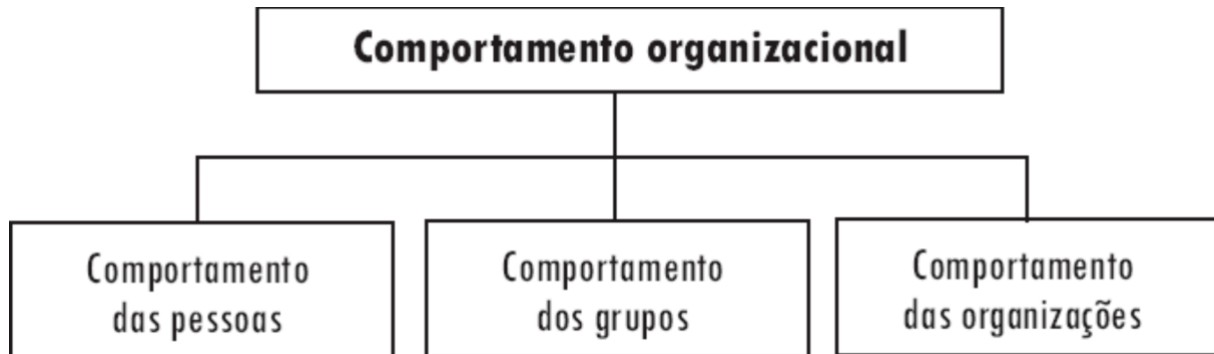 Comportamento organizacional
Comportamento
das pessoas
Comportamento
dos grupos
Comportamento
das organizações